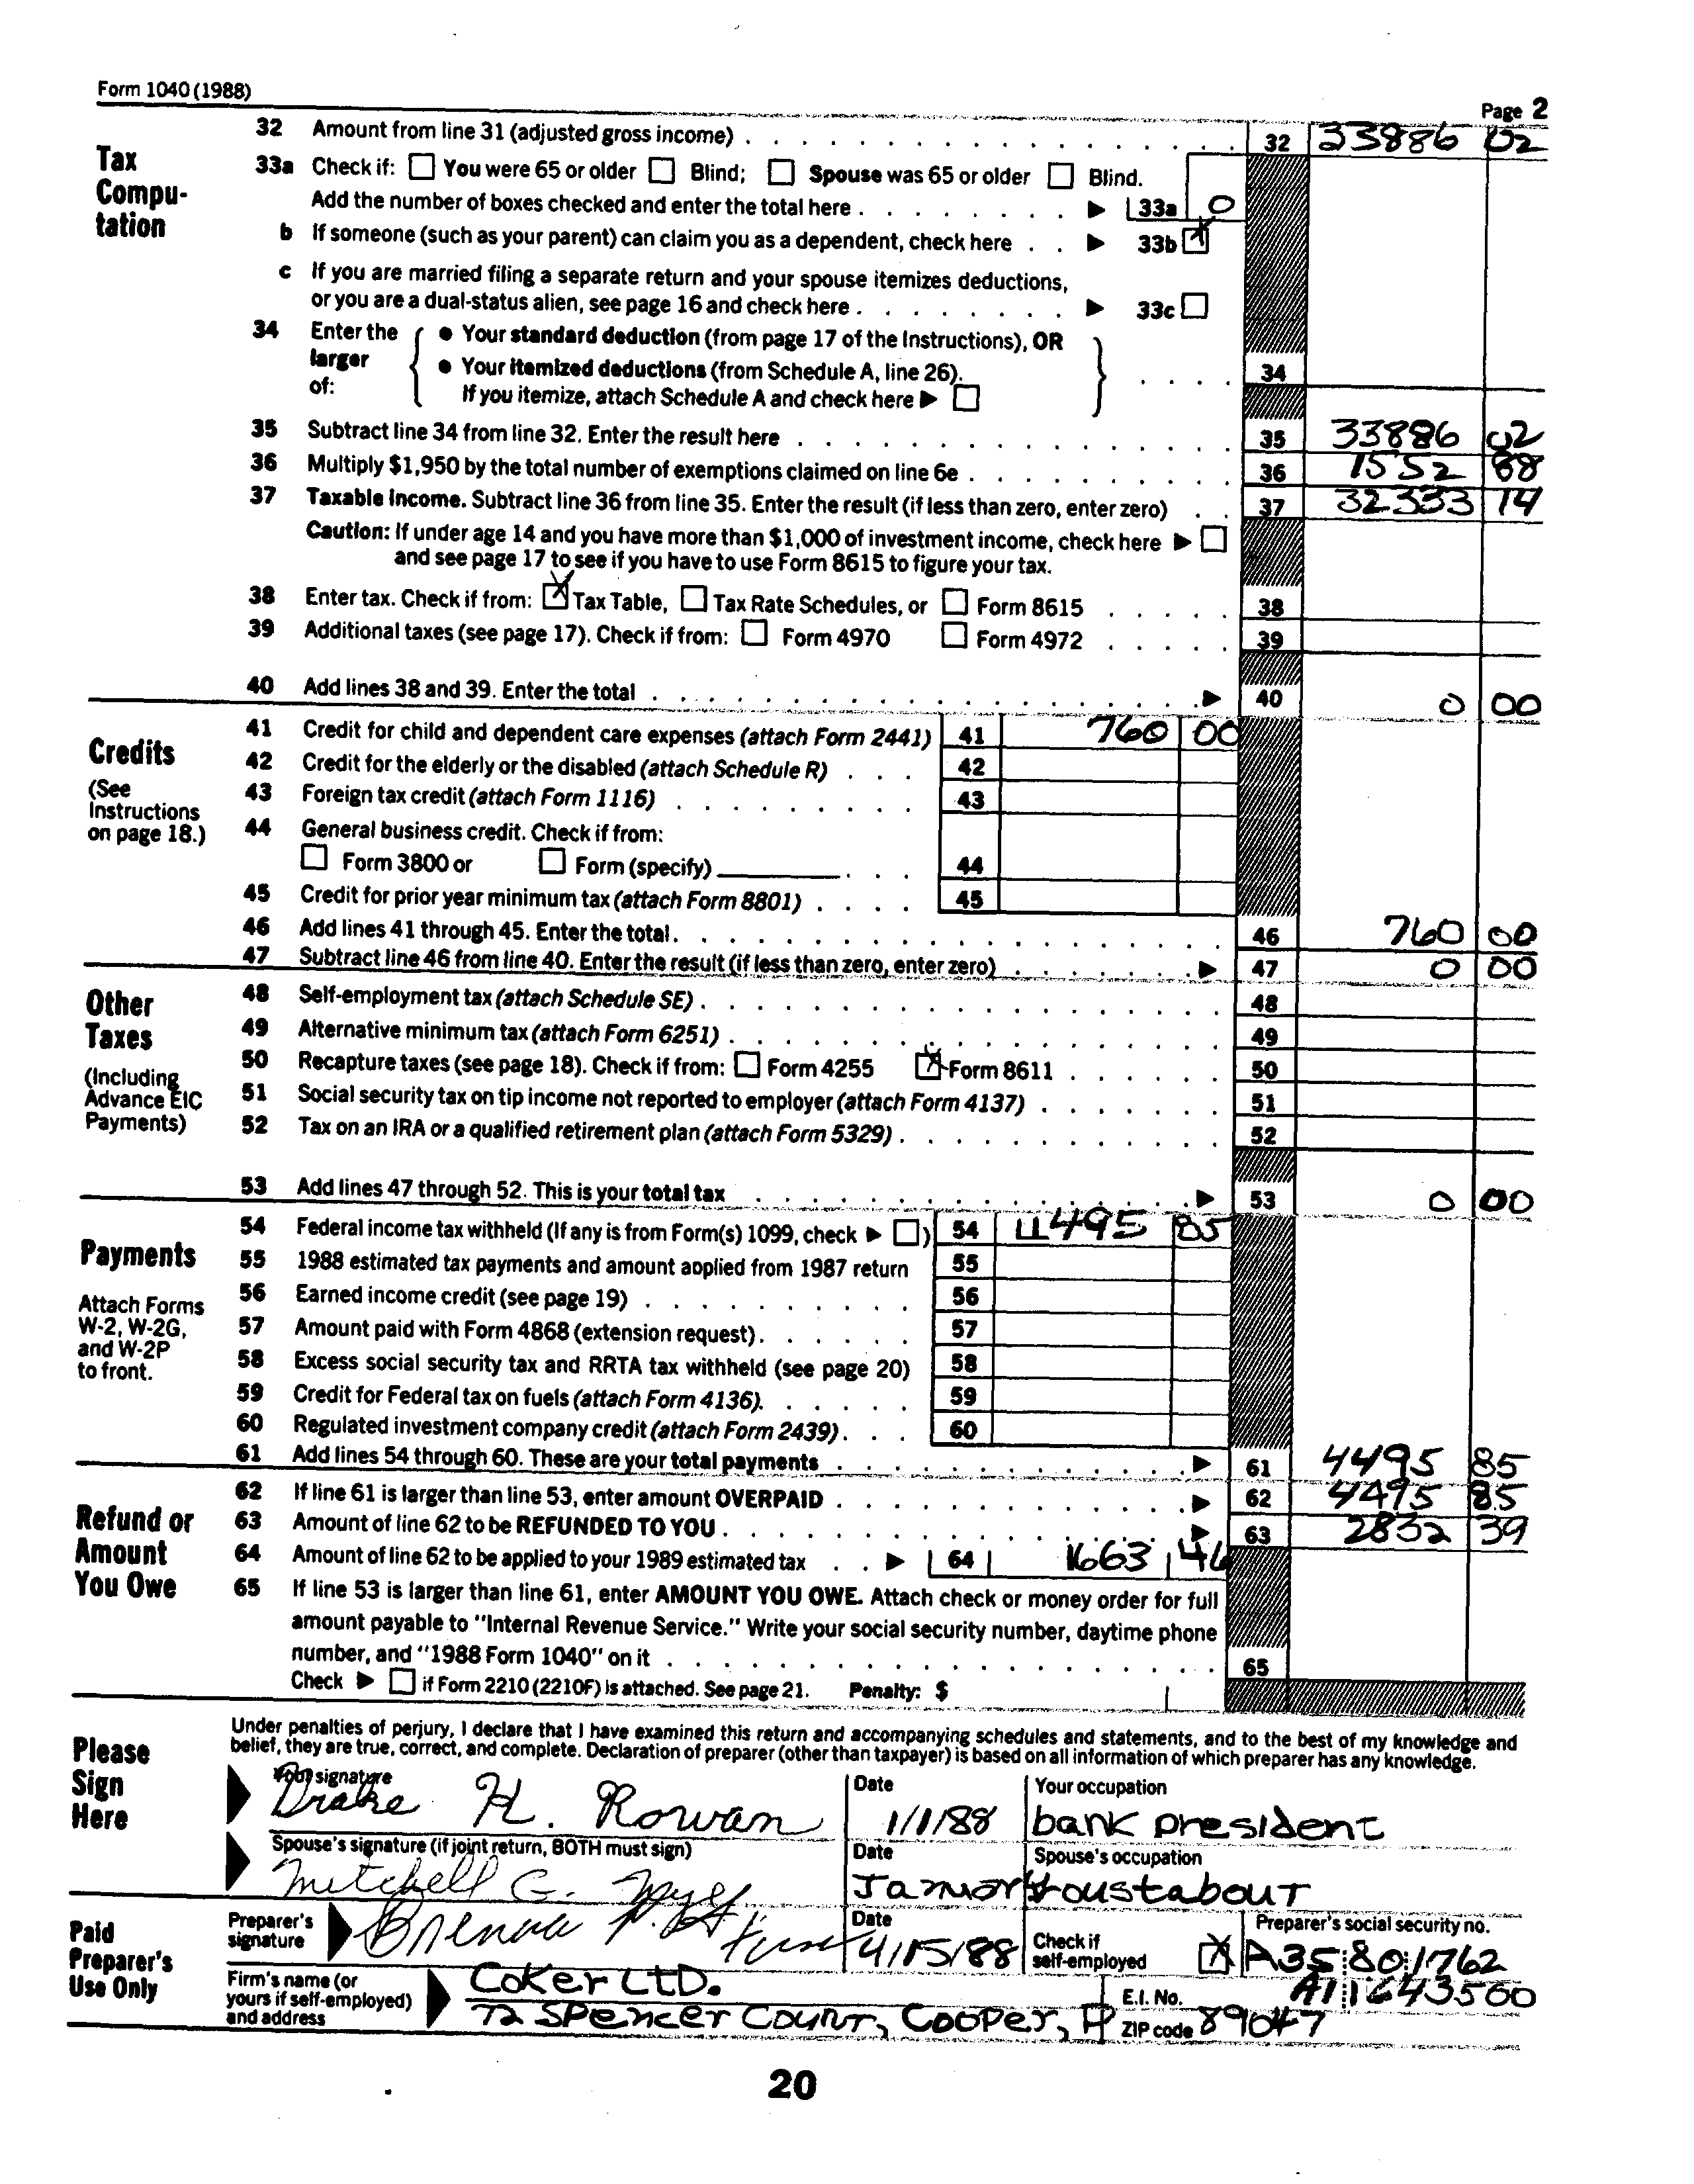 Form 1040 (1988)
Page 2
Tax Computation
32 Amount from line 31 (adjusted gross income) . . . 32 33886 02
33a Check if: You were 65 or older Blind; Spouse was 65 or older Blind.
Add the number of boxes checked and enter the total here . . . 33a 0
b If someone (such as your parent) can claim you as a dependent, check here . . 33b X
c If you are married filing a separate return and your spouse itemizes deductions,
or you are a dual-status alien, see page 16 and check here . . . 33c
34 Enter the larger of:
• Your standard deduction (from page 17 of the Instructions), OR
• Your itemized deductions (from Schedule A, line 26).
If you itemize, attach Schedule A and check here ▶
34
35 Subtract line 34 from line 32. Enter the result here . . . 35 33886 02
36 Multiply $1,950 by the total number of exemptions claimed on line 6e . . . 36 1552 88
37 Taxable income. Subtract line 36 from line 35. Enter the result (if less than zero, enter zero) . . 37 32333 14
Caution: If under age 14 and you have more than $1,000 of investment income, check here ▶
and see page 17 to see if you have to use Form 8615 to figure your tax.
38 Enter tax. Check if from: X Tax Table, Tax Rate Schedules, or Form 8615 . . . 38
39 Additional taxes (see page 17). Check if from: Form 4970 Form 4972 . . . 39
40 Add lines 38 and 39. Enter the total . . . ▶ 40 0 00
Credits
(See Instructions on page 18.)
41 Credit for child and dependent care expenses (attach Form 2441) 41 760 00
42 Credit for the elderly or the disabled (attach Schedule R) . . . 42
43 Foreign tax credit (attach Form 1116) . . . 43
44 General business credit. Check if from:
Form 3800 or Form (specify) . . . 44
45 Credit for prior year minimum tax (attach Form 8801) . . . 45
46 Add lines 41 through 45. Enter the total . . . 46 760 00
47 Subtract line 46 from line 40. Enter the result (if less than zero, enter zero) . . . ▶ 47 0 00
Other Taxes
(Including Advance EIC Payments)
48 Self-employment tax (attach Schedule SE) . . . 48
49 Alternative minimum tax (attach Form 6251) . . . 49
50 Recapture taxes (see page 18). Check if from: Form 4255 X Form 8611 . . . 50
51 Social security tax on tip income not reported to employer (attach Form 4137) . . . 51
52 Tax on an IRA or a qualified retirement plan (attach Form 5329) . . . 52
53 Add lines 47 through 52. This is your total tax . . . ▶ 53 0 00
Payments
Attach Forms W-2, W-2G, and W-2P to front.
54 Federal income tax withheld (If any is from Form(s) 1099, check ▶ ) 54 4495 85
55 1988 estimated tax payments and amount applied from 1987 return 55
56 Earned income credit (see page 19) . . . 56
57 Amount paid with Form 4868 (extension request) . . . 57
58 Excess social security tax and RRTA tax withheld (see page 20) 58
59 Credit for Federal tax on fuels (attach Form 4136) . . . 59
60 Regulated investment company credit (attach Form 2439) . . . 60
61 Add lines 54 through 60. These are your total payments . . . ▶ 61 4495 85
Refund or Amount You Owe
62 If line 61 is larger than line 53, enter amount OVERPAID . . . ▶ 62 4495 85
63 Amount of line 62 to be REFUNDED TO YOU . . . ▶ 63 2832 39
64 Amount of line 62 to be applied to your 1989 estimated tax . . ▶ 64 1663 46
65 If line 53 is larger than line 61, enter AMOUNT YOU OWE. Attach check or money order for full
amount payable to "Internal Revenue Service." Write your social security number, daytime phone
number, and "1988 Form 1040" on it . . . 65
Check ▶ if Form 2210 (2210F) is attached. See page 21. Penalty: $
Please Sign Here
Under penalties of perjury, I declare that I have examined this return and accompanying schedules and statements, and to the best of my knowledge and
belief, they are true, correct, and complete. Declaration of preparer (other than taxpayer) is based on all information of which preparer has any knowledge.
Your signature Drake H. Rowan Date 1/1/88 Your occupation bank president
Spouse's signature (if joint return, BOTH must sign) Mitchell G. Date Spouse's occupation roustabout
Paid Preparer's Use Only
Preparer's signature Brenda P. Date 4/15/88 Check if self-employed X Preparer's social security no. A35 80 1762
Firm's name (or yours if self-employed) and address Coker LTD. E.I. No. A1 1643500
72 Spencer Court, Cooper, ZIP code 89047
20